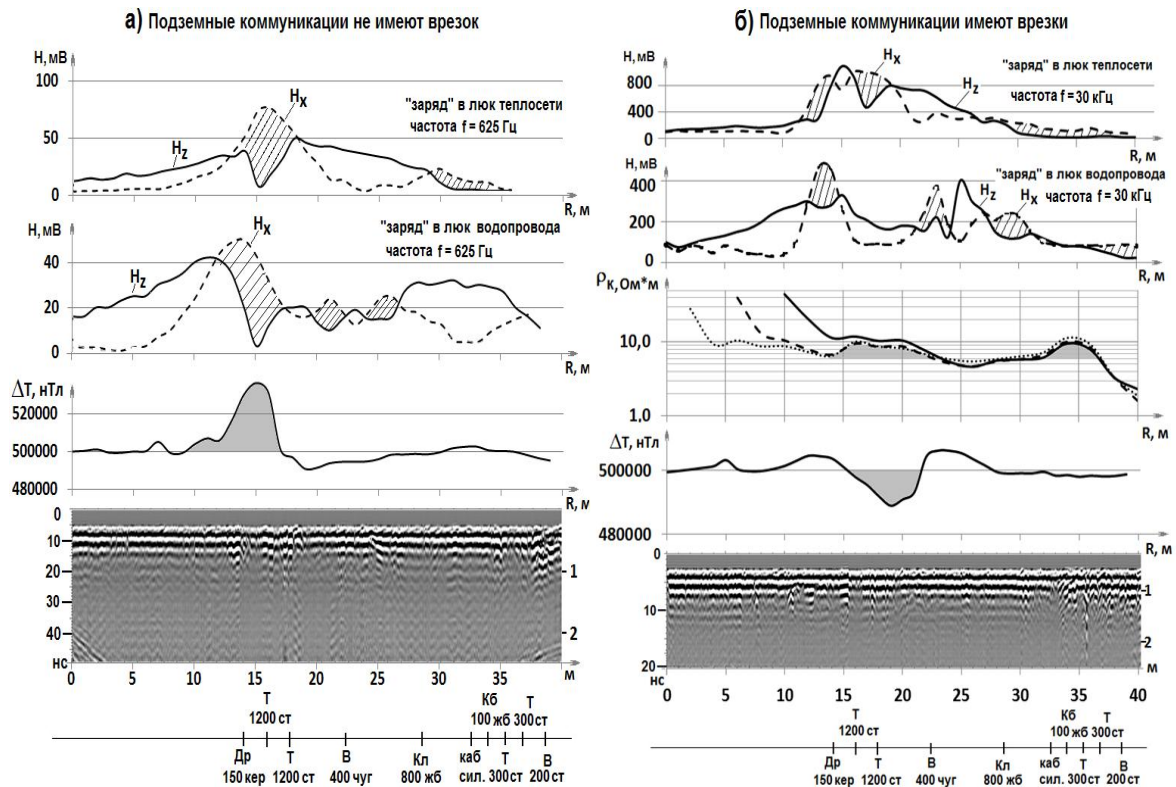 а) Подземные коммуникации не имеют врезок
H, мВ
100
50
0
Hx
Hz
"заряд" в люк теплосети
частота f = 625 Гц
R, м
H, мВ
40
20
0
Hx
Hz
"заряд" в люк водопровода
частота f = 625 Гц
R, м
ΔT, нТл
520000
500000
480000
R, м
0
10
20
30
40
нс
1
2
м
0 5 10 15 20 25 30 35
Т
1200 ст
Кб Т
100 жб 300 ст
Др Т В Кл каб Т В
150 кер 1200 ст 400 чуг 800 жб сил. 300 ст 200 ст
б) Подземные коммуникации имеют врезки
H, мВ
800
400
0
Hx
Hz
"заряд" в люк теплосети
частота f = 30 кГц
R, м
H, мВ
400
200
0
Hz
Hx
"заряд" в люк водопровода
частота f = 30 кГц
R, м
ρК, Ом*м
10,0
1,0
R, м
ΔT, нТл
500000
480000
R, м
0
10
20
нс
1
2
м
0 5 10 15 20 25 30 35 40
Т
1200 ст
Кб Т
100 жб 300 ст
Др Т В Кл каб Т В
150 кер 1200 ст 400 чуг 800 жб сил. 300 ст 200 ст